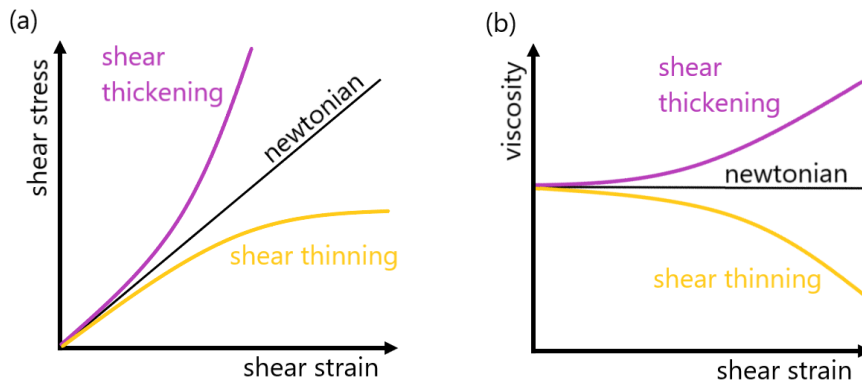 (a)
shear
thickening
newtonian
shear thinning
shear stress
shear strain
(b)
shear
thickening
newtonian
shear thinning
viscosity
shear strain